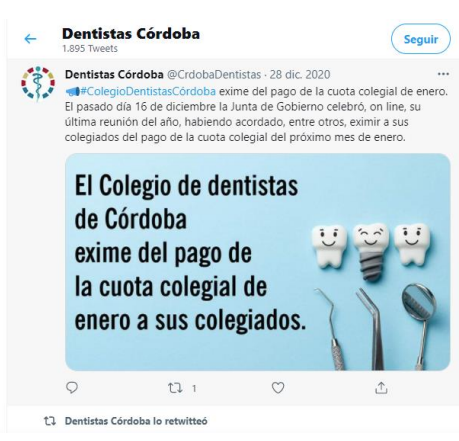 Dentistas Córdoba
1.895 Tweets
Seguir
Dentistas Córdoba @CrdobaDentistas · 28 dic. 2020
#ColegioDentistasCórdoba exime del pago de la cuota colegial de enero.
El pasado día 16 de diciembre la Junta de Gobierno celebró, on line, su
última reunión del año, habiendo acordado, entre otros, eximir a sus
colegiados del pago de la cuota colegial del próximo mes de enero.
El Colegio de dentistas
de Córdoba
exime del pago de
la cuota colegial de
enero a sus colegiados.
1
Dentistas Córdoba lo retwitteó